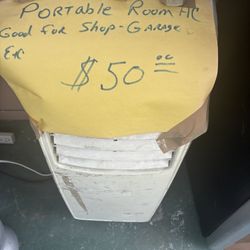 Portable Room AC
Good For Shop - Garage
Etc
$50.00